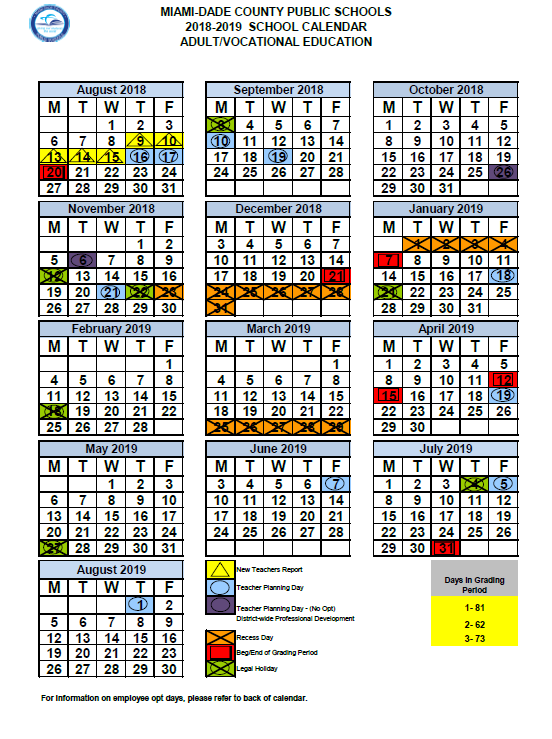 MIAMI-DADE COUNTY PUBLIC SCHOOLS
2018-2019 SCHOOL CALENDAR
ADULT/VOCATIONAL EDUCATION
August 2018
M T W T F
1 2 3
6 7 8 9 10
13 14 15 16 17
20 21 22 23 24
27 28 29 30 31
September 2018
M T W T F
3 4 5 6 7
10 11 12 13 14
17 18 19 20 21
24 25 26 27 28
October 2018
M T W T F
1 2 3 4 5
8 9 10 11 12
15 16 17 18 19
22 23 24 25 26
29 30 31
November 2018
M T W T F
1 2
5 6 7 8 9
12 13 14 15 16
19 20 21 22 23
26 27 28 29 30
December 2018
M T W T F
3 4 5 6 7
10 11 12 13 14
17 18 19 20 21
24 25 26 27 28
31
January 2019
M T W T F
1 2 3 4
7 8 9 10 11
14 15 16 17 18
21 22 23 24 25
28 29 30 31
February 2019
M T W T F
1
4 5 6 7 8
11 12 13 14 15
18 19 20 21 22
25 26 27 28
March 2019
M T W T F
1
4 5 6 7 8
11 12 13 14 15
18 19 20 21 22
25 26 27 28 29
April 2019
M T W T F
1 2 3 4 5
8 9 10 11 12
15 16 17 18 19
22 23 24 25 26
29 30
May 2019
M T W T F
1 2 3
6 7 8 9 10
13 14 15 16 17
20 21 22 23 24
27 28 29 30 31
June 2019
M T W T F
3 4 5 6 7
10 11 12 13 14
17 18 19 20 21
24 25 26 27 28
July 2019
M T W T F
1 2 3 4 5
8 9 10 11 12
15 16 17 18 19
22 23 24 25 26
29 30 31
August 2019
M T W T F
1 2
5 6 7 8 9
12 13 14 15 16
19 20 21 22 23
26 27 28 29 30
New Teachers Report
Teacher Planning Day
Teacher Planning Day - (No Opt)
District-wide Professional Development
Recess Day
Beg/End of Grading Period
Legal Holiday
Days in Grading
Period
1- 81
2- 62
3- 73
For information on employee opt days, please refer to back of calendar.